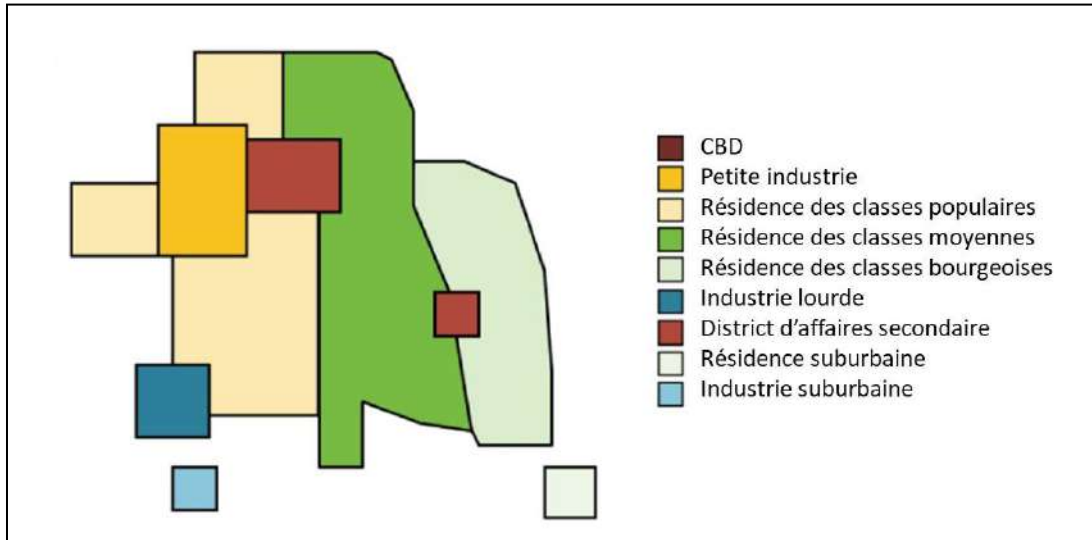 CBD
Petite industrie
Résidence des classes populaires
Résidence des classes moyennes
Résidence des classes bourgeoises
Industrie lourde
District d'affaires secondaire
Résidence suburbaine
Industrie suburbaine